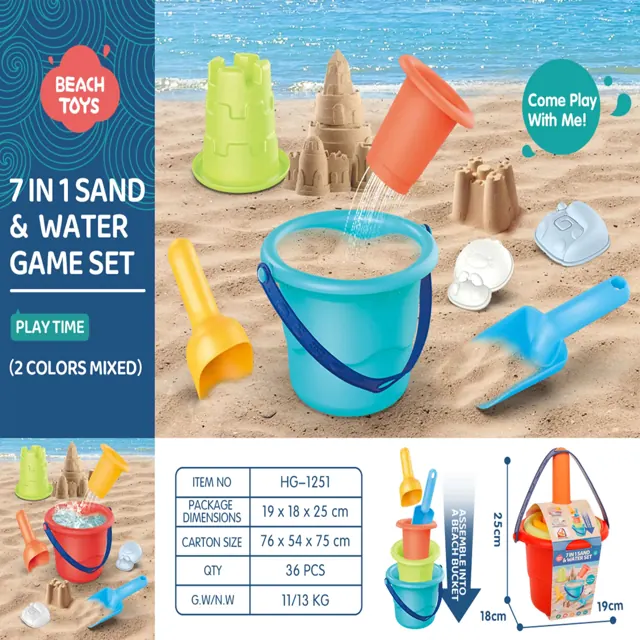 BEACH
TOYS
7 IN 1 SAND
& WATER
GAME SET
PLAY TIME
(2 COLORS MIXED)
Come Play
With Me!
ITEM NO HG-1251
PACKAGE DIMENSIONS 19 x 18 x 25 cm
CARTON SIZE 76 x 54 x 75 cm
QTY 36 PCS
G.W/N.W 11/13 KG
ASSEMBLE INTO
A BEACH BUCKET
25cm
18cm
19cm
7 IN 1 SAND
& WATER SET